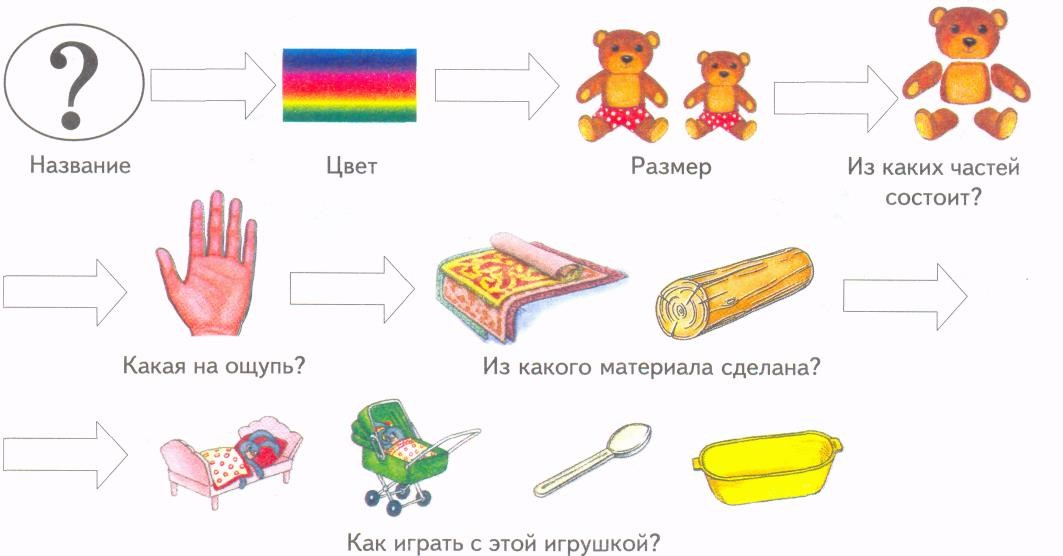 ?
Название
Цвет
Размер
Из каких частей
состоит?
Какая на ощупь?
Из какого материала сделана?
Как играть с этой игрушкой?